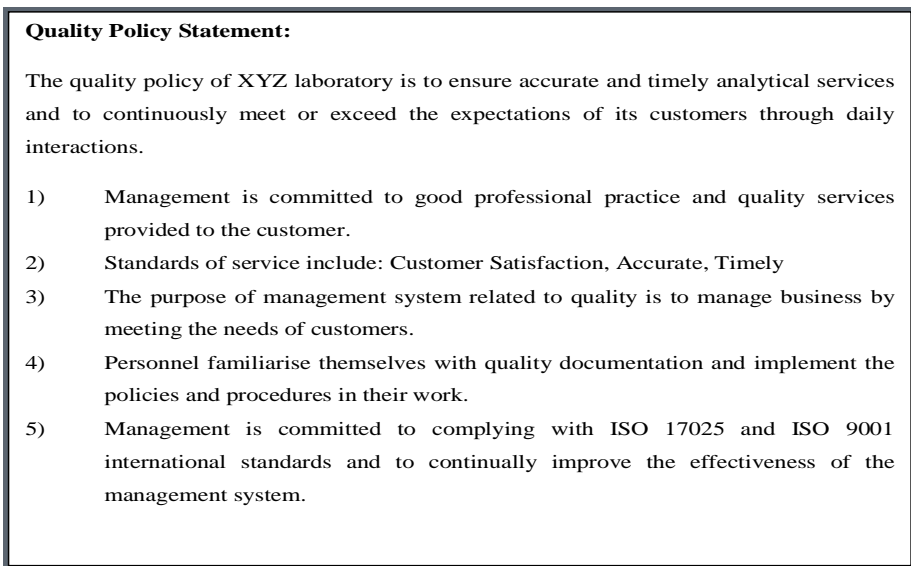 Quality Policy Statement:
The quality policy of XYZ laboratory is to ensure accurate and timely analytical services
and to continuously meet or exceed the expectations of its customers through daily
interactions.
1) Management is committed to good professional practice and quality services
provided to the customer.
2) Standards of service include: Customer Satisfaction, Accurate, Timely
3) The purpose of management system related to quality is to manage business by
meeting the needs of customers.
4) Personnel familiarise themselves with quality documentation and implement the
policies and procedures in their work.
5) Management is committed to complying with ISO 17025 and ISO 9001
international standards and to continually improve the effectiveness of the
management system.